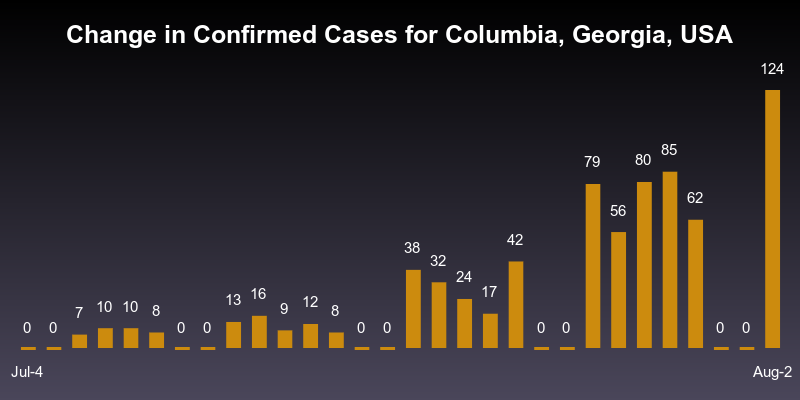 Change in Confirmed Cases for Columbia, Georgia, USA
0 0 7 10 10 8 0 0 13 16 9 12 8 0 0 38 32 24 17 42 0 0 79 56 80 85 62 0 0 124
Jul-4 Aug-2